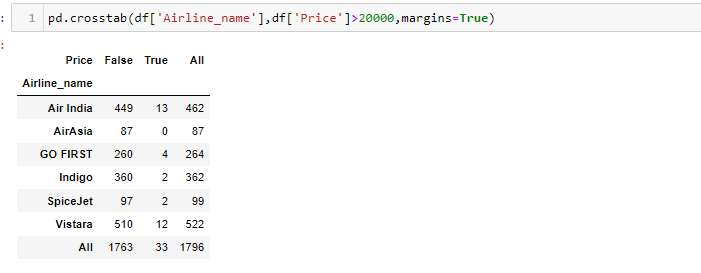 1 pd.crosstab(df['Airline_name'],df['Price']>20000,margins=True)
Price False True All
Airline_name
Air India 449 13 462
AirAsia 87 0 87
GO FIRST 260 4 264
Indigo 360 2 362
SpiceJet 97 2 99
Vistara 510 12 522
All 1763 33 1796